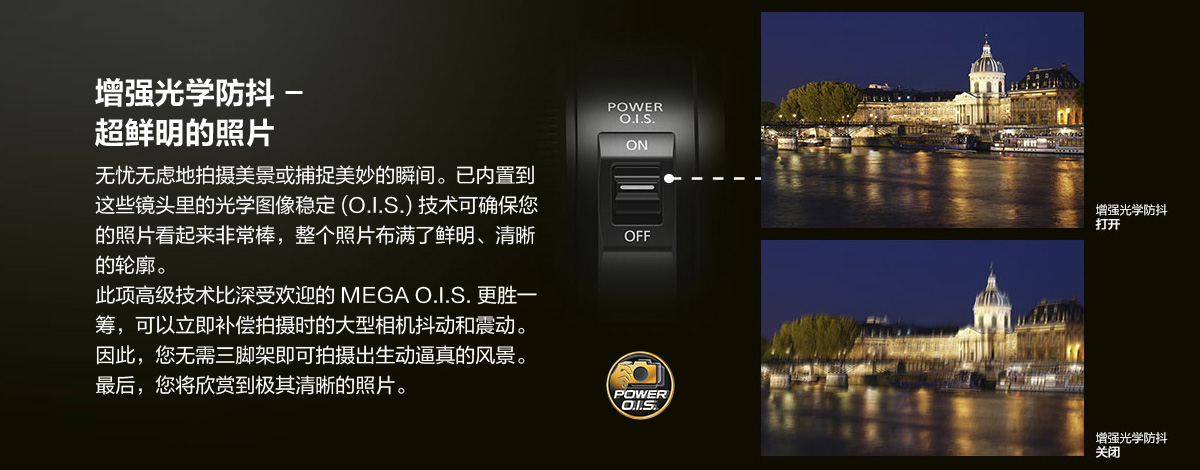 增强光学防抖 –
超鲜明的照片
无忧无虑地拍摄美景或捕捉美妙的瞬间。已内置到
这些镜头里的光学图像稳定 (O.I.S.) 技术可确保您
的照片看起来非常棒，整个照片布满了鲜明、清晰
的轮廓。
此项高级技术比深受欢迎的 MEGA O.I.S. 更胜一
筹，可以立即补偿拍摄时的大型相机抖动和震动。
因此，您无需三脚架即可拍摄出生动逼真的风景。
最后，您将欣赏到极其清晰的照片。
POWER
O.I.S.
ON
OFF
POWER
O.I.S.
增强光学防抖
打开
增强光学防抖
关闭